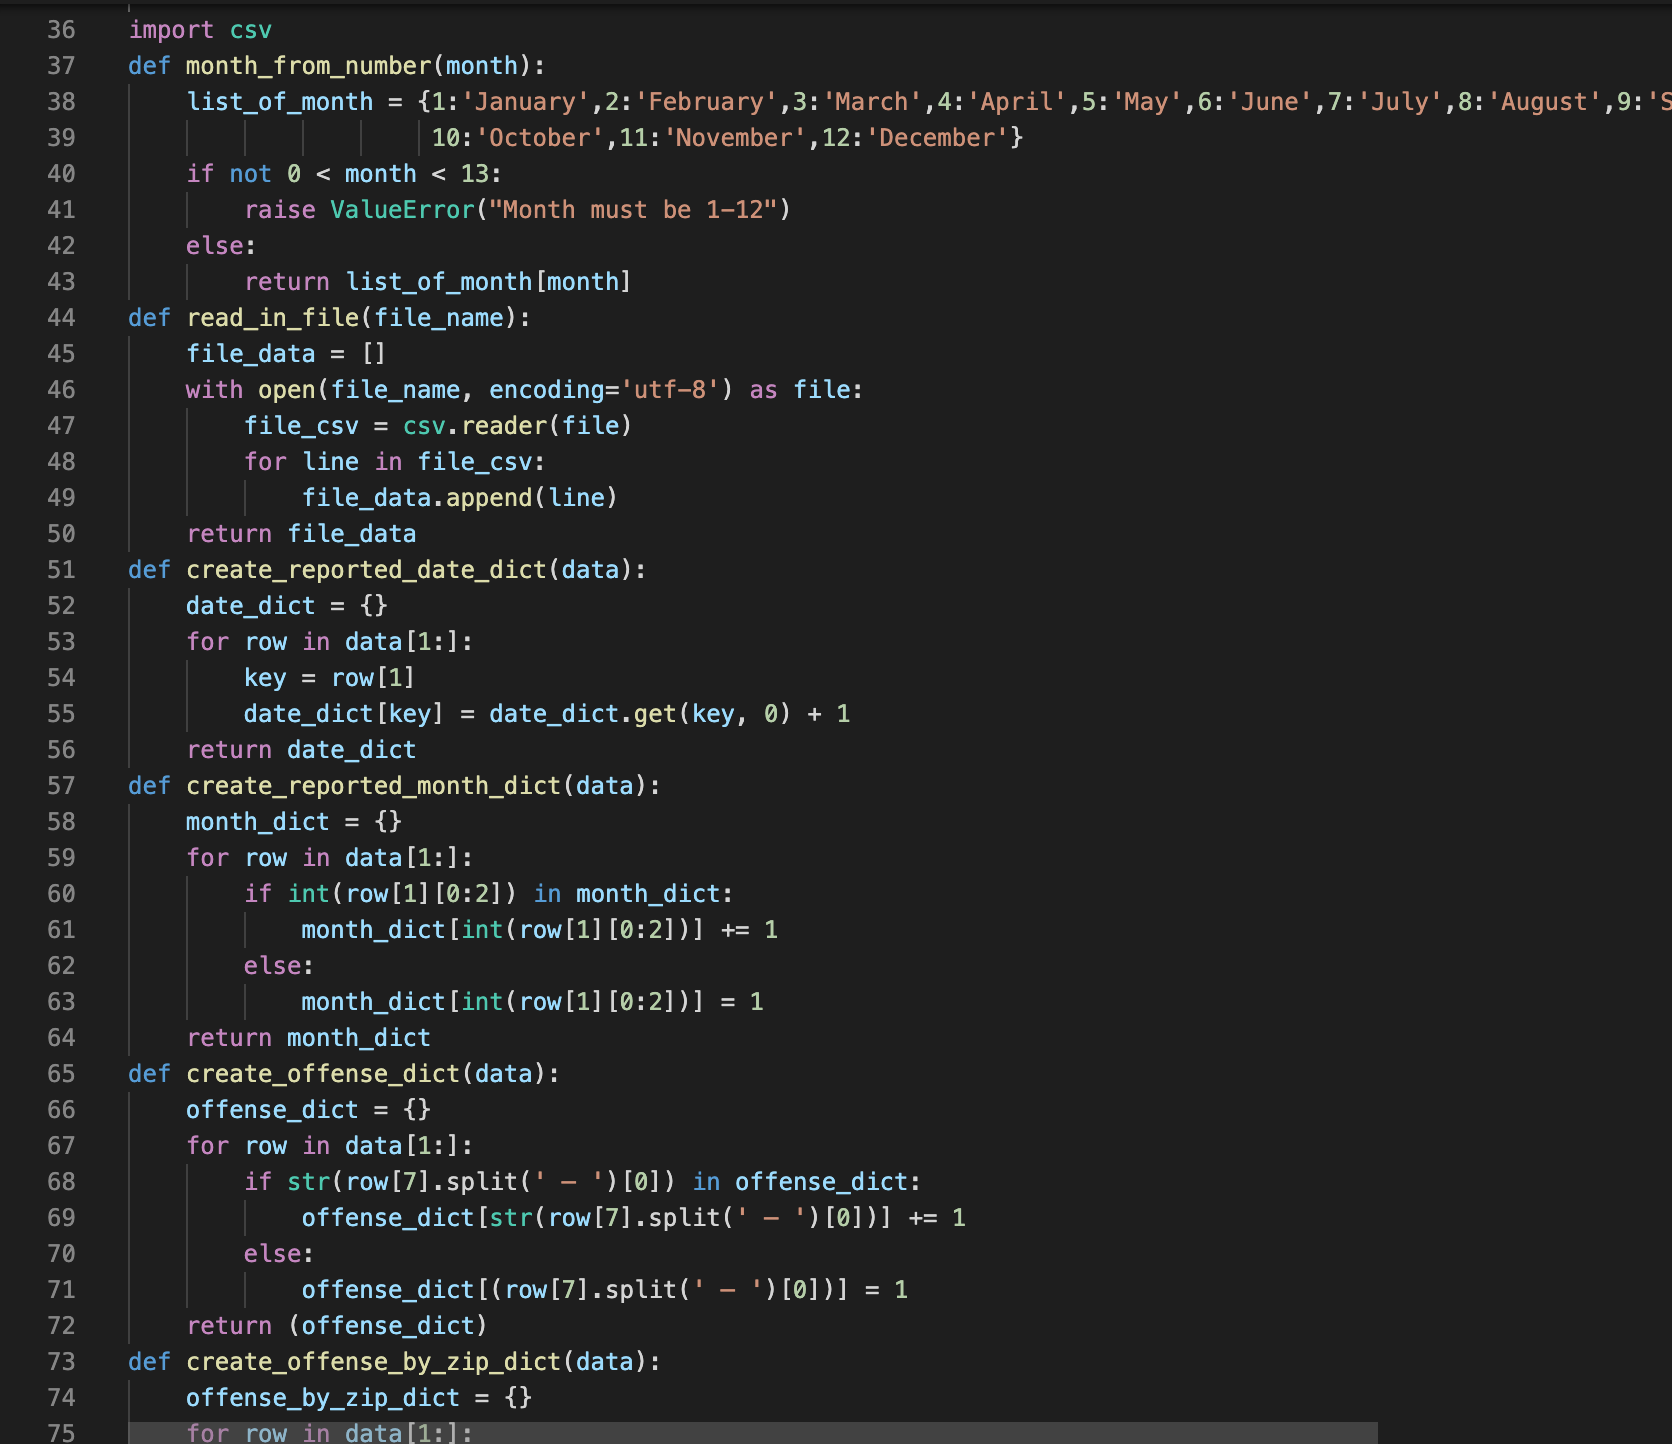 36 import csv
37 def month_from_number(month):
38 list_of_month = {1:'January',2:'February',3:'March',4:'April',5:'May',6:'June',7:'July',8:'August',9:'S
39 10:'October',11:'November',12:'December'}
40 if not 0 < month < 13:
41 raise ValueError("Month must be 1-12")
42 else:
43 return list_of_month[month]
44 def read_in_file(file_name):
45 file_data = []
46 with open(file_name, encoding='utf-8') as file:
47 file_csv = csv.reader(file)
48 for line in file_csv:
49 file_data.append(line)
50 return file_data
51 def create_reported_date_dict(data):
52 date_dict = {}
53 for row in data[1:]:
54 key = row[1]
55 date_dict[key] = date_dict.get(key, 0) + 1
56 return date_dict
57 def create_reported_month_dict(data):
58 month_dict = {}
59 for row in data[1:]:
60 if int(row[1][0:2]) in month_dict:
61 month_dict[int(row[1][0:2])] += 1
62 else:
63 month_dict[int(row[1][0:2])] = 1
64 return month_dict
65 def create_offense_dict(data):
66 offense_dict = {}
67 for row in data[1:]:
68 if str(row[7].split(' – ')[0]) in offense_dict:
69 offense_dict[str(row[7].split(' – ')[0])] += 1
70 else:
71 offense_dict[(row[7].split(' – ')[0])] = 1
72 return (offense_dict)
73 def create_offense_by_zip_dict(data):
74 offense_by_zip_dict = {}
75 for row in data[1:]: